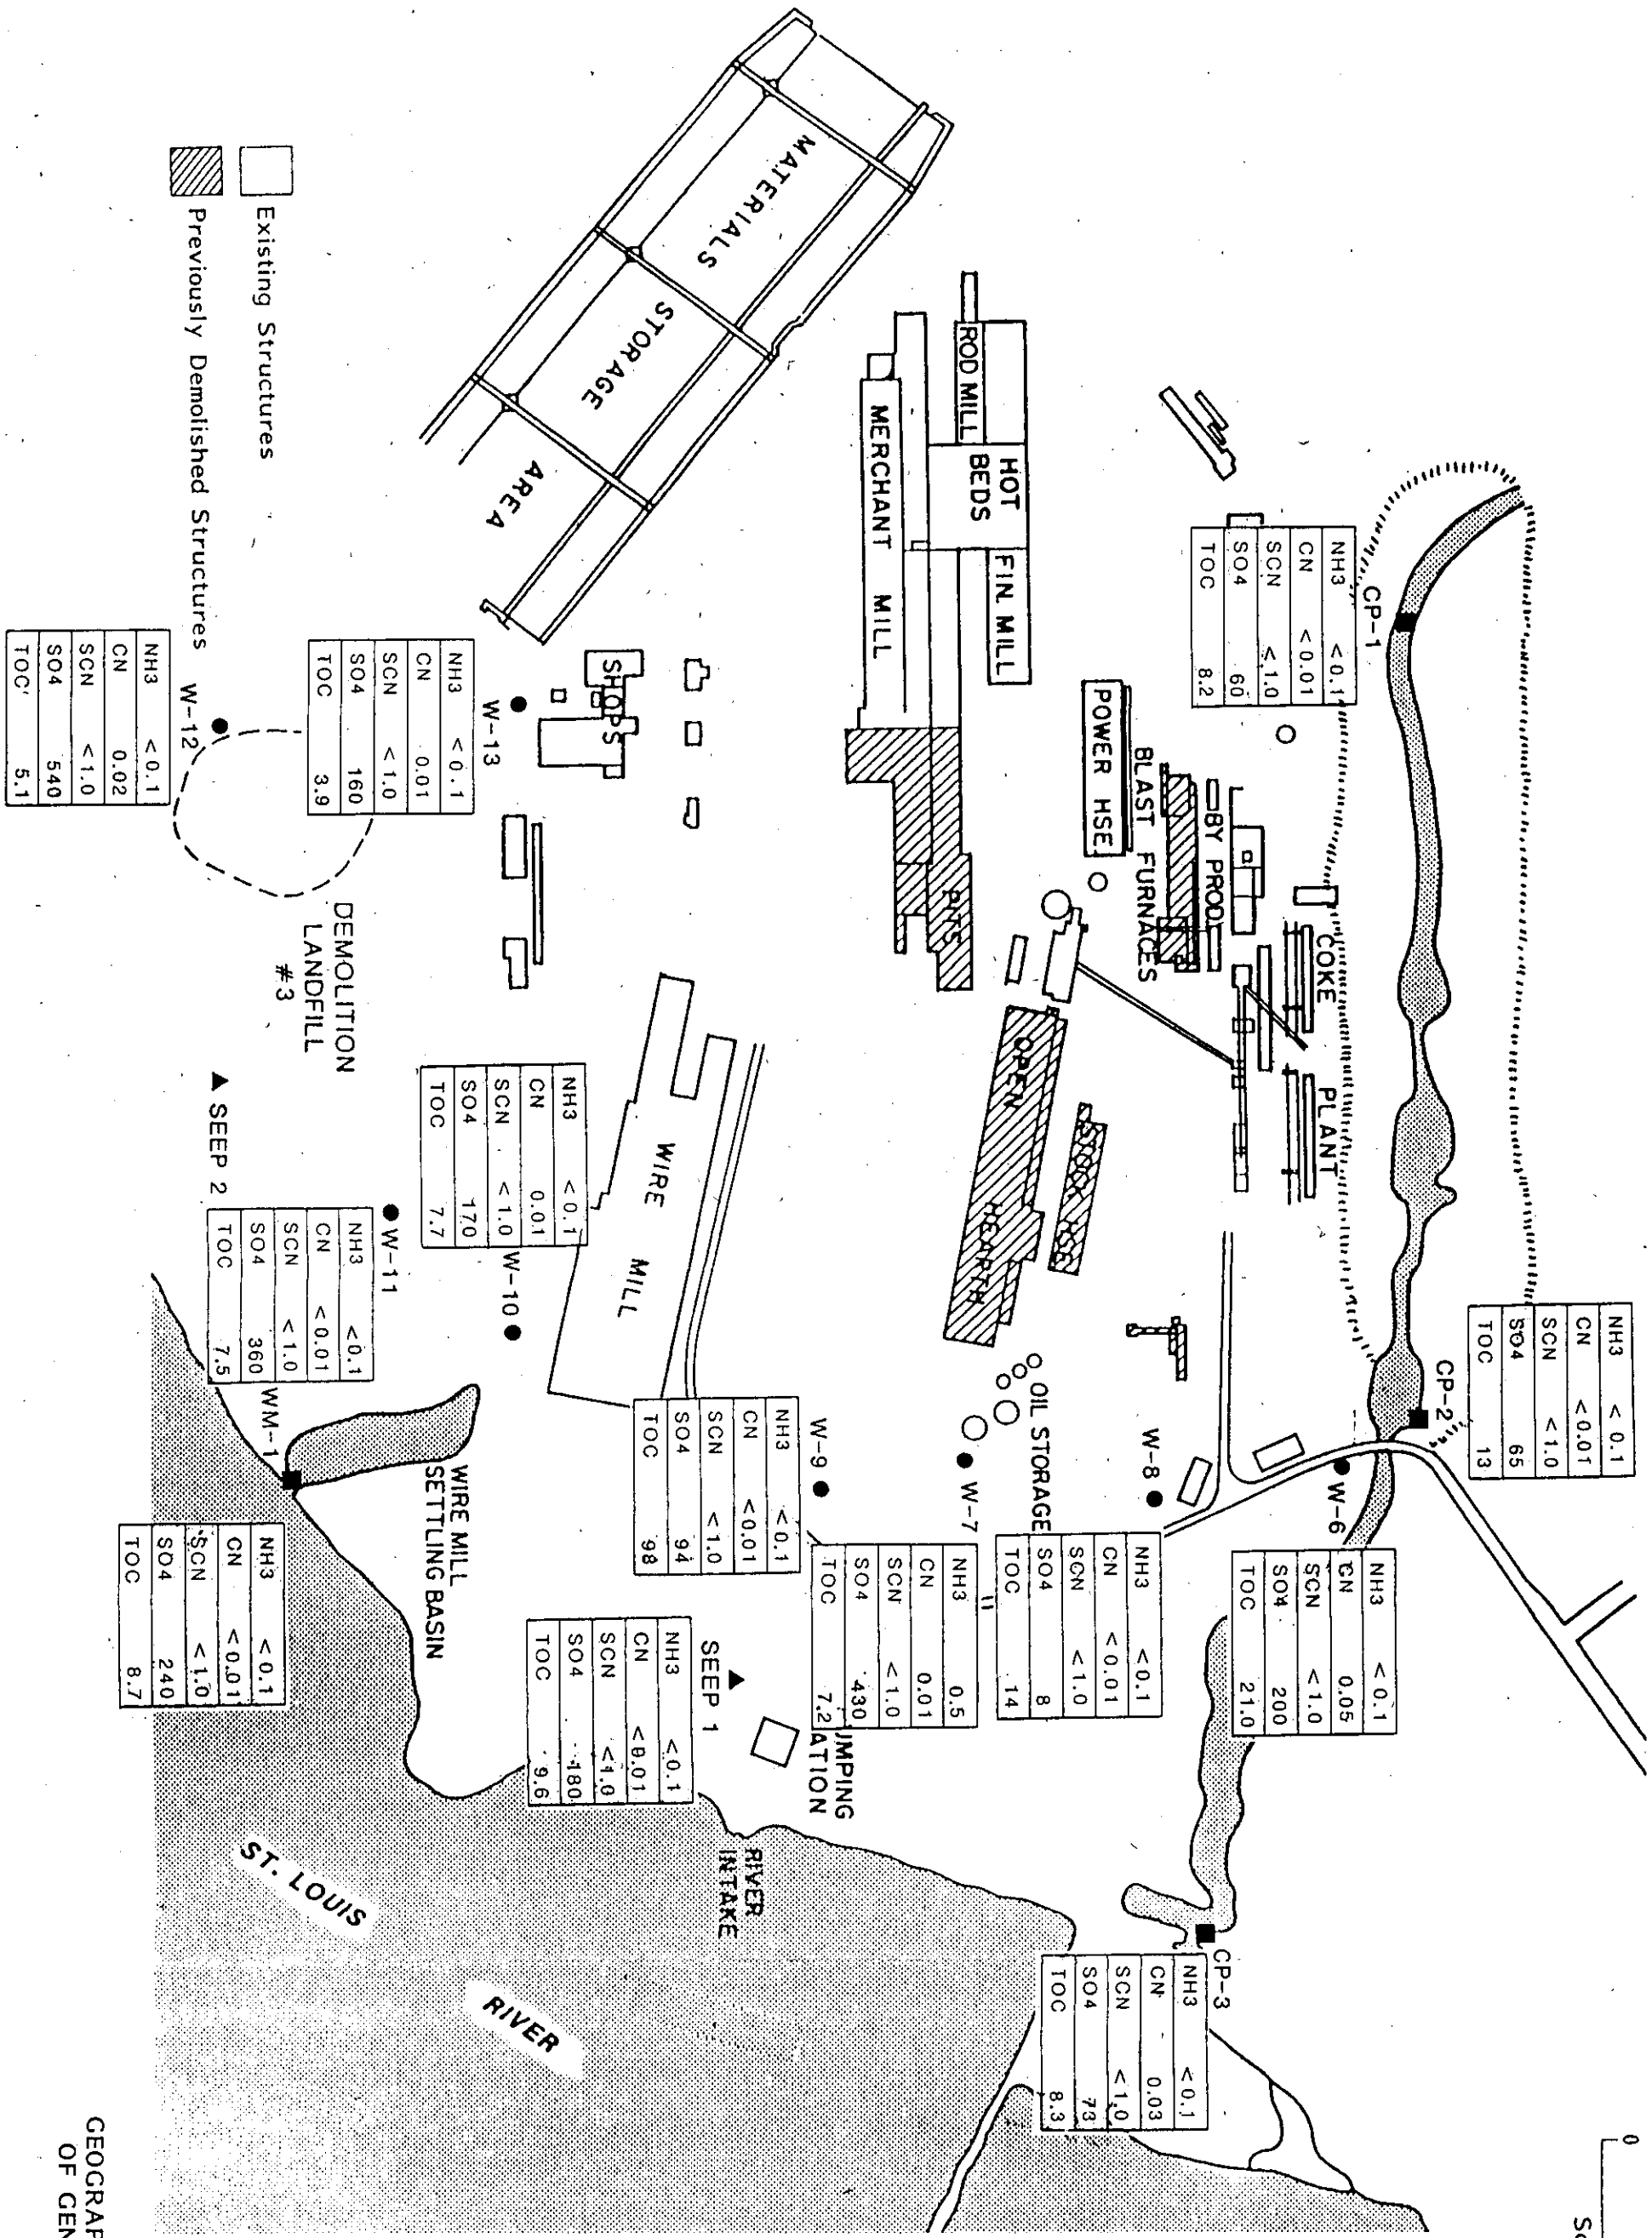 0
NH3 < 0.1
CN < 0.01
SCN < 1.0
SO4 65
TOC 13
CP-2
CP-1
NH3 < 0.1
CN < 0.01
SCN < 1.0
SO4 60
TOC 8.2
W-6
NH3 < 0.1
CN 0.05
SCN < 1.0
SO4 200
TOC 21.0
CP-3
NH3 < 0.1
CN 0.03
SCN < 1.0
SO4 73
TOC 8.3
COKE PLANT
BY PROD.
BLAST FURNACES
POWER HSE.
W-8
NH3 < 0.1
CN < 0.01
SCN < 1.0
SO4 8
TOC 14
STOCK HSE
OPEN HEARTH
OIL STORAGE
W-7
NH3 0.5
CN 0.01
SCN < 1.0
SO4 430
TOC 7.2
FIN. MILL
HOT
BEDS
ROD MILL
PITS
MERCHANT MILL
UMPING
ATION
W-9
NH3 < 0.1
CN < 0.01
SCN < 1.0
SO4 94
TOC 98
RIVER
INTAKE
SEEP 1
NH3 < 0.1
CN < 0.01
SCN < 1.0
SO4 180
TOC 9.6
MATERIALS STORAGE AREA
SHOPS
WIRE MILL
W-10
NH3 < 0.1
CN 0.01
SCN < 1.0
SO4 170
TOC 7.7
W-13
NH3 < 0.1
CN 0.01
SCN < 1.0
SO4 160
TOC 3.9
WIRE MILL
SETTLING BASIN
W-11
NH3 < 0.1
CN < 0.01
SCN < 1.0
SO4 360
TOC 7.5
DEMOLITION
LANDFILL
#3
SEEP 2
WM-1
NH3 < 0.1
CN < 0.01
SCN < 1.0
SO4 240
TOC 8.7
W-12
NH3 < 0.1
CN 0.02
SCN < 1.0
SO4 540
TOC 5.1
ST. LOUIS
RIVER
Existing Structures
Previously Demolished Structures
GEOGRAP
OF GEN